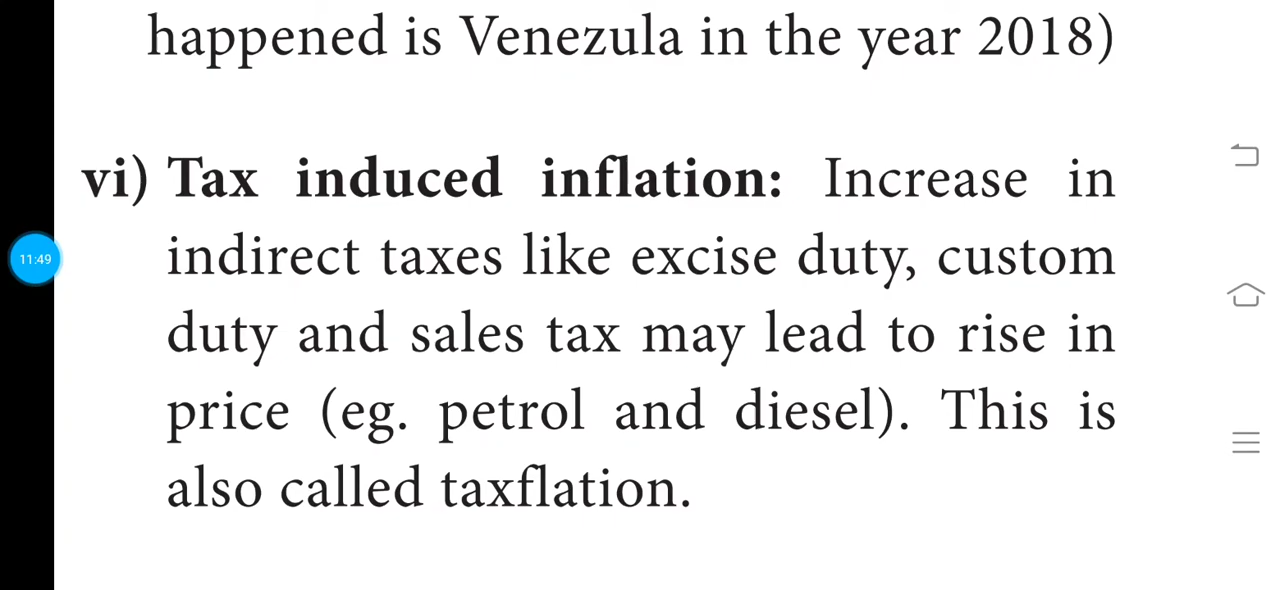 happened is Venezula in the year 2018)
vi) Tax induced inflation: Increase in
indirect taxes like excise duty, custom
11:49
duty and sales tax may lead to rise in
price (eg. petrol and diesel). This is
also called taxflation.